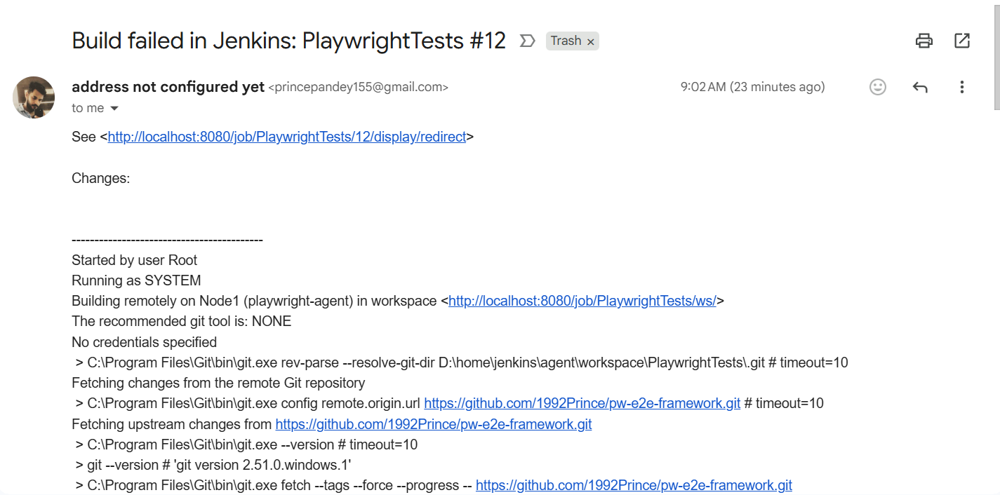 Build failed in Jenkins: PlaywrightTests #12 Trash ×
address not configured yet <princepandey155@gmail.com> 9:02 AM (23 minutes ago)
to me
See <http://localhost:8080/job/PlaywrightTests/12/display/redirect>
Changes:
------------------------------------------
Started by user Root
Running as SYSTEM
Building remotely on Node1 (playwright-agent) in workspace <http://localhost:8080/job/PlaywrightTests/ws/>
The recommended git tool is: NONE
No credentials specified
> C:\Program Files\Git\bin\git.exe rev-parse --resolve-git-dir D:\home\jenkins\agent\workspace\PlaywrightTests\.git # timeout=10
Fetching changes from the remote Git repository
> C:\Program Files\Git\bin\git.exe config remote.origin.url https://github.com/1992Prince/pw-e2e-framework.git # timeout=10
Fetching upstream changes from https://github.com/1992Prince/pw-e2e-framework.git
> C:\Program Files\Git\bin\git.exe --version # timeout=10
> git --version # 'git version 2.51.0.windows.1'
> C:\Program Files\Git\bin\git.exe fetch --tags --force --progress -- https://github.com/1992Prince/pw-e2e-framework.git